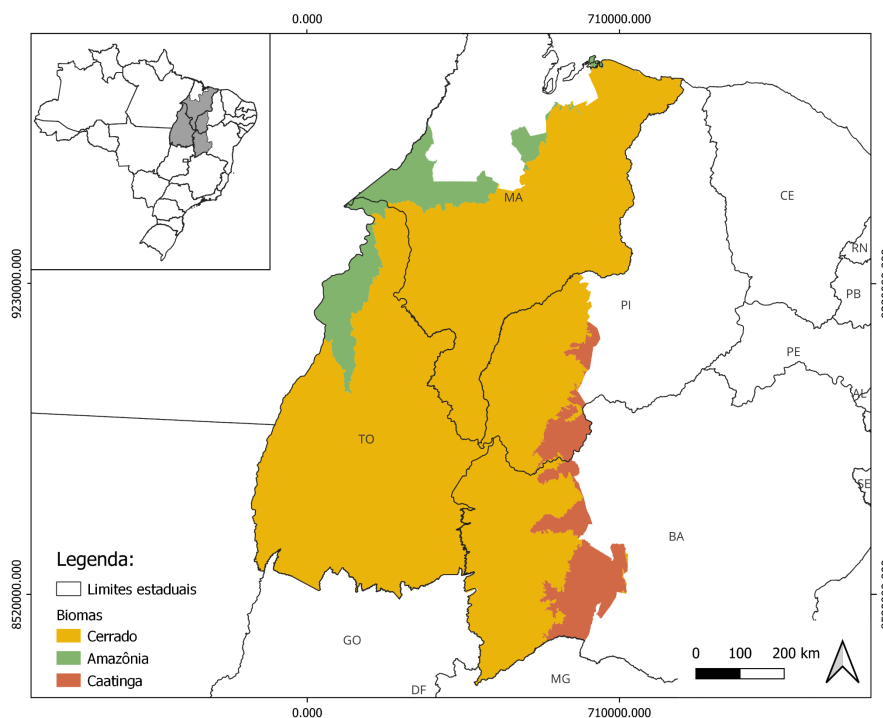 0.000
710000.000
MA
CE
RN
PB
PI
PE
AL
TO
SE
BA
GO
DF
MG
9230000.000
8520000.000
Legenda:
Limites estaduais
Biomas
Cerrado
Amazônia
Caatinga
0
100
200 km
0.000
710000.000